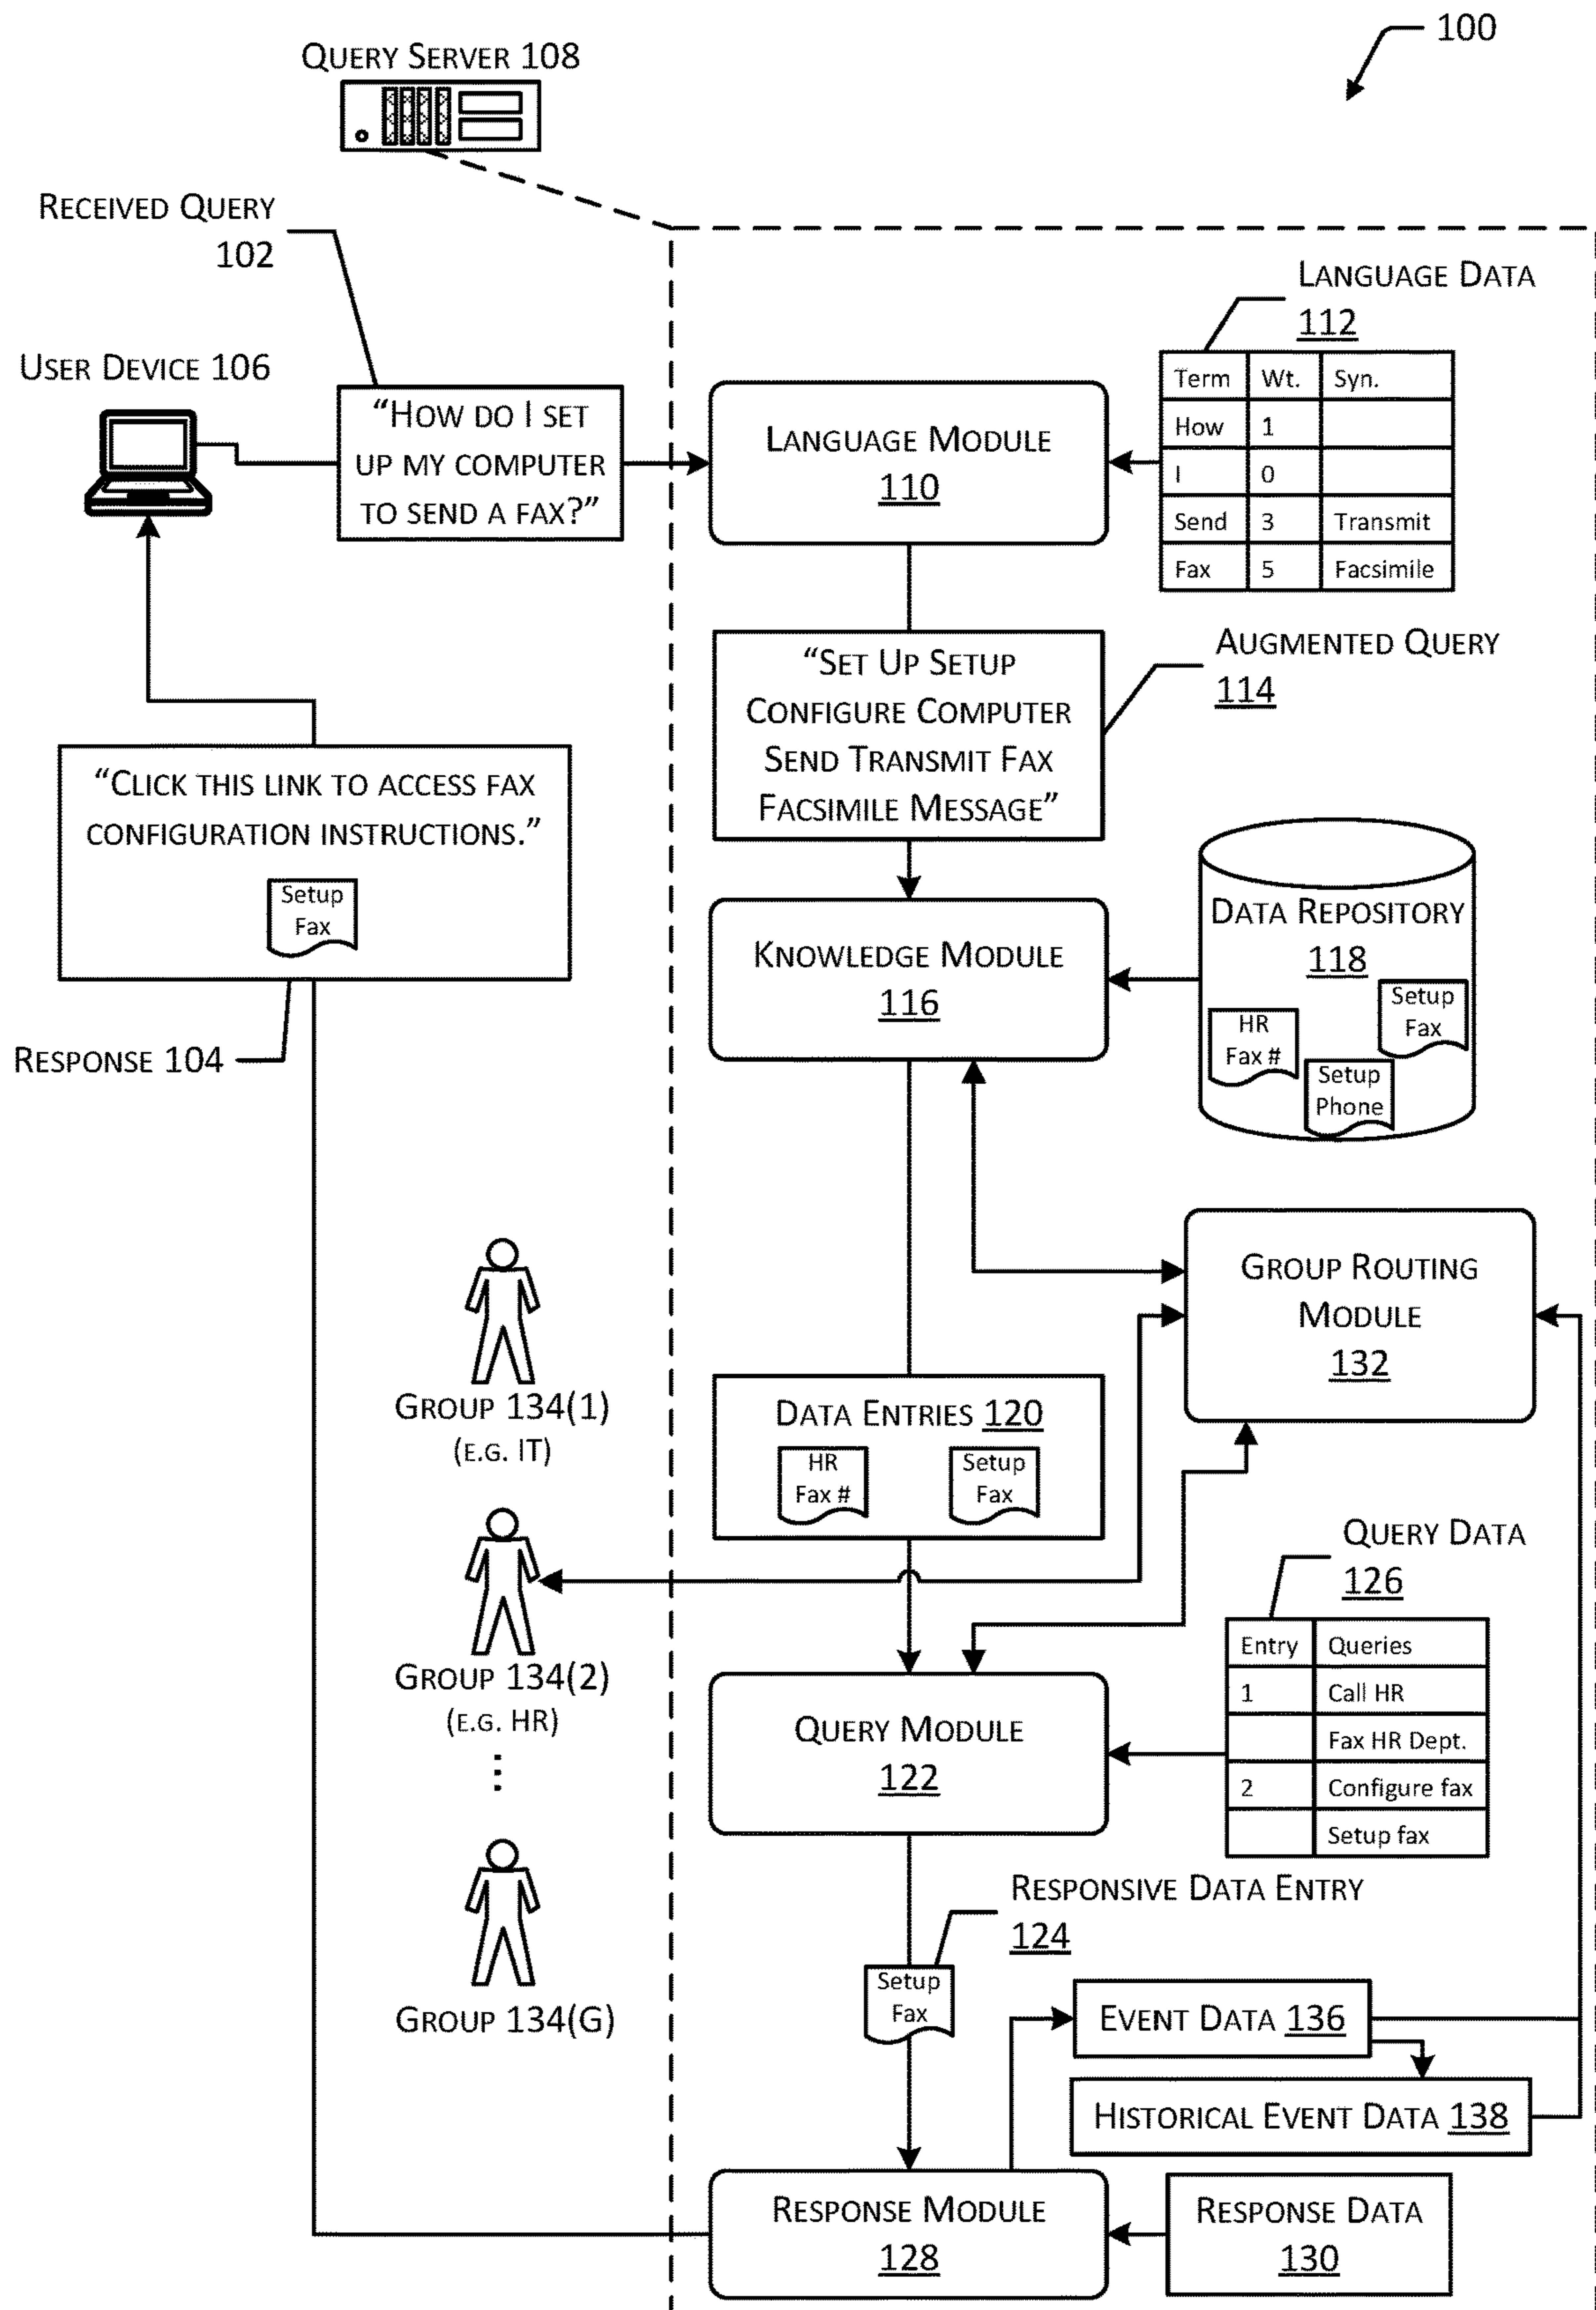 100
QUERY SERVER 108
RECEIVED QUERY
102
USER DEVICE 106
“HOW DO I SET
UP MY COMPUTER
TO SEND A FAX?”
LANGUAGE MODULE
110
LANGUAGE DATA
112
Term Wt. Syn.
How 1
I 0
Send 3 Transmit
Fax 5 Facsimile
“SET UP SETUP
CONFIGURE COMPUTER
SEND TRANSMIT FAX
FACSIMILE MESSAGE”
AUGMENTED QUERY
114
“CLICK THIS LINK TO ACCESS FAX
CONFIGURATION INSTRUCTIONS.”
Setup
Fax
RESPONSE 104
KNOWLEDGE MODULE
116
DATA REPOSITORY
118
HR
Fax #
Setup
Fax
Setup
Phone
GROUP ROUTING
MODULE
132
GROUP 134(1)
(E.G. IT)
DATA ENTRIES 120
HR
Fax #
Setup
Fax
GROUP 134(2)
(E.G. HR)
⋮
QUERY DATA
126
Entry Queries
1 Call HR
Fax HR Dept.
2 Configure fax
Setup fax
QUERY MODULE
122
GROUP 134(G)
RESPONSIVE DATA ENTRY
124
Setup
Fax
EVENT DATA 136
HISTORICAL EVENT DATA 138
RESPONSE MODULE
128
RESPONSE DATA
130